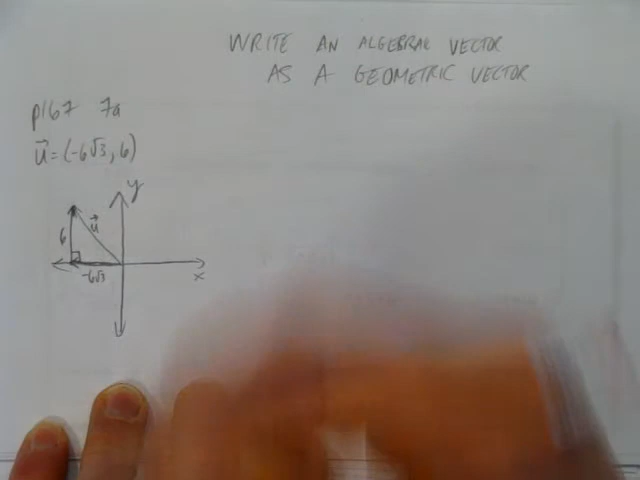 WRITE AN ALGEBRAIC VECTOR
AS A GEOMETRIC VECTOR
p167 7a
u⃗=(-6√3, 6)
y
u⃗
6
-6√3
x